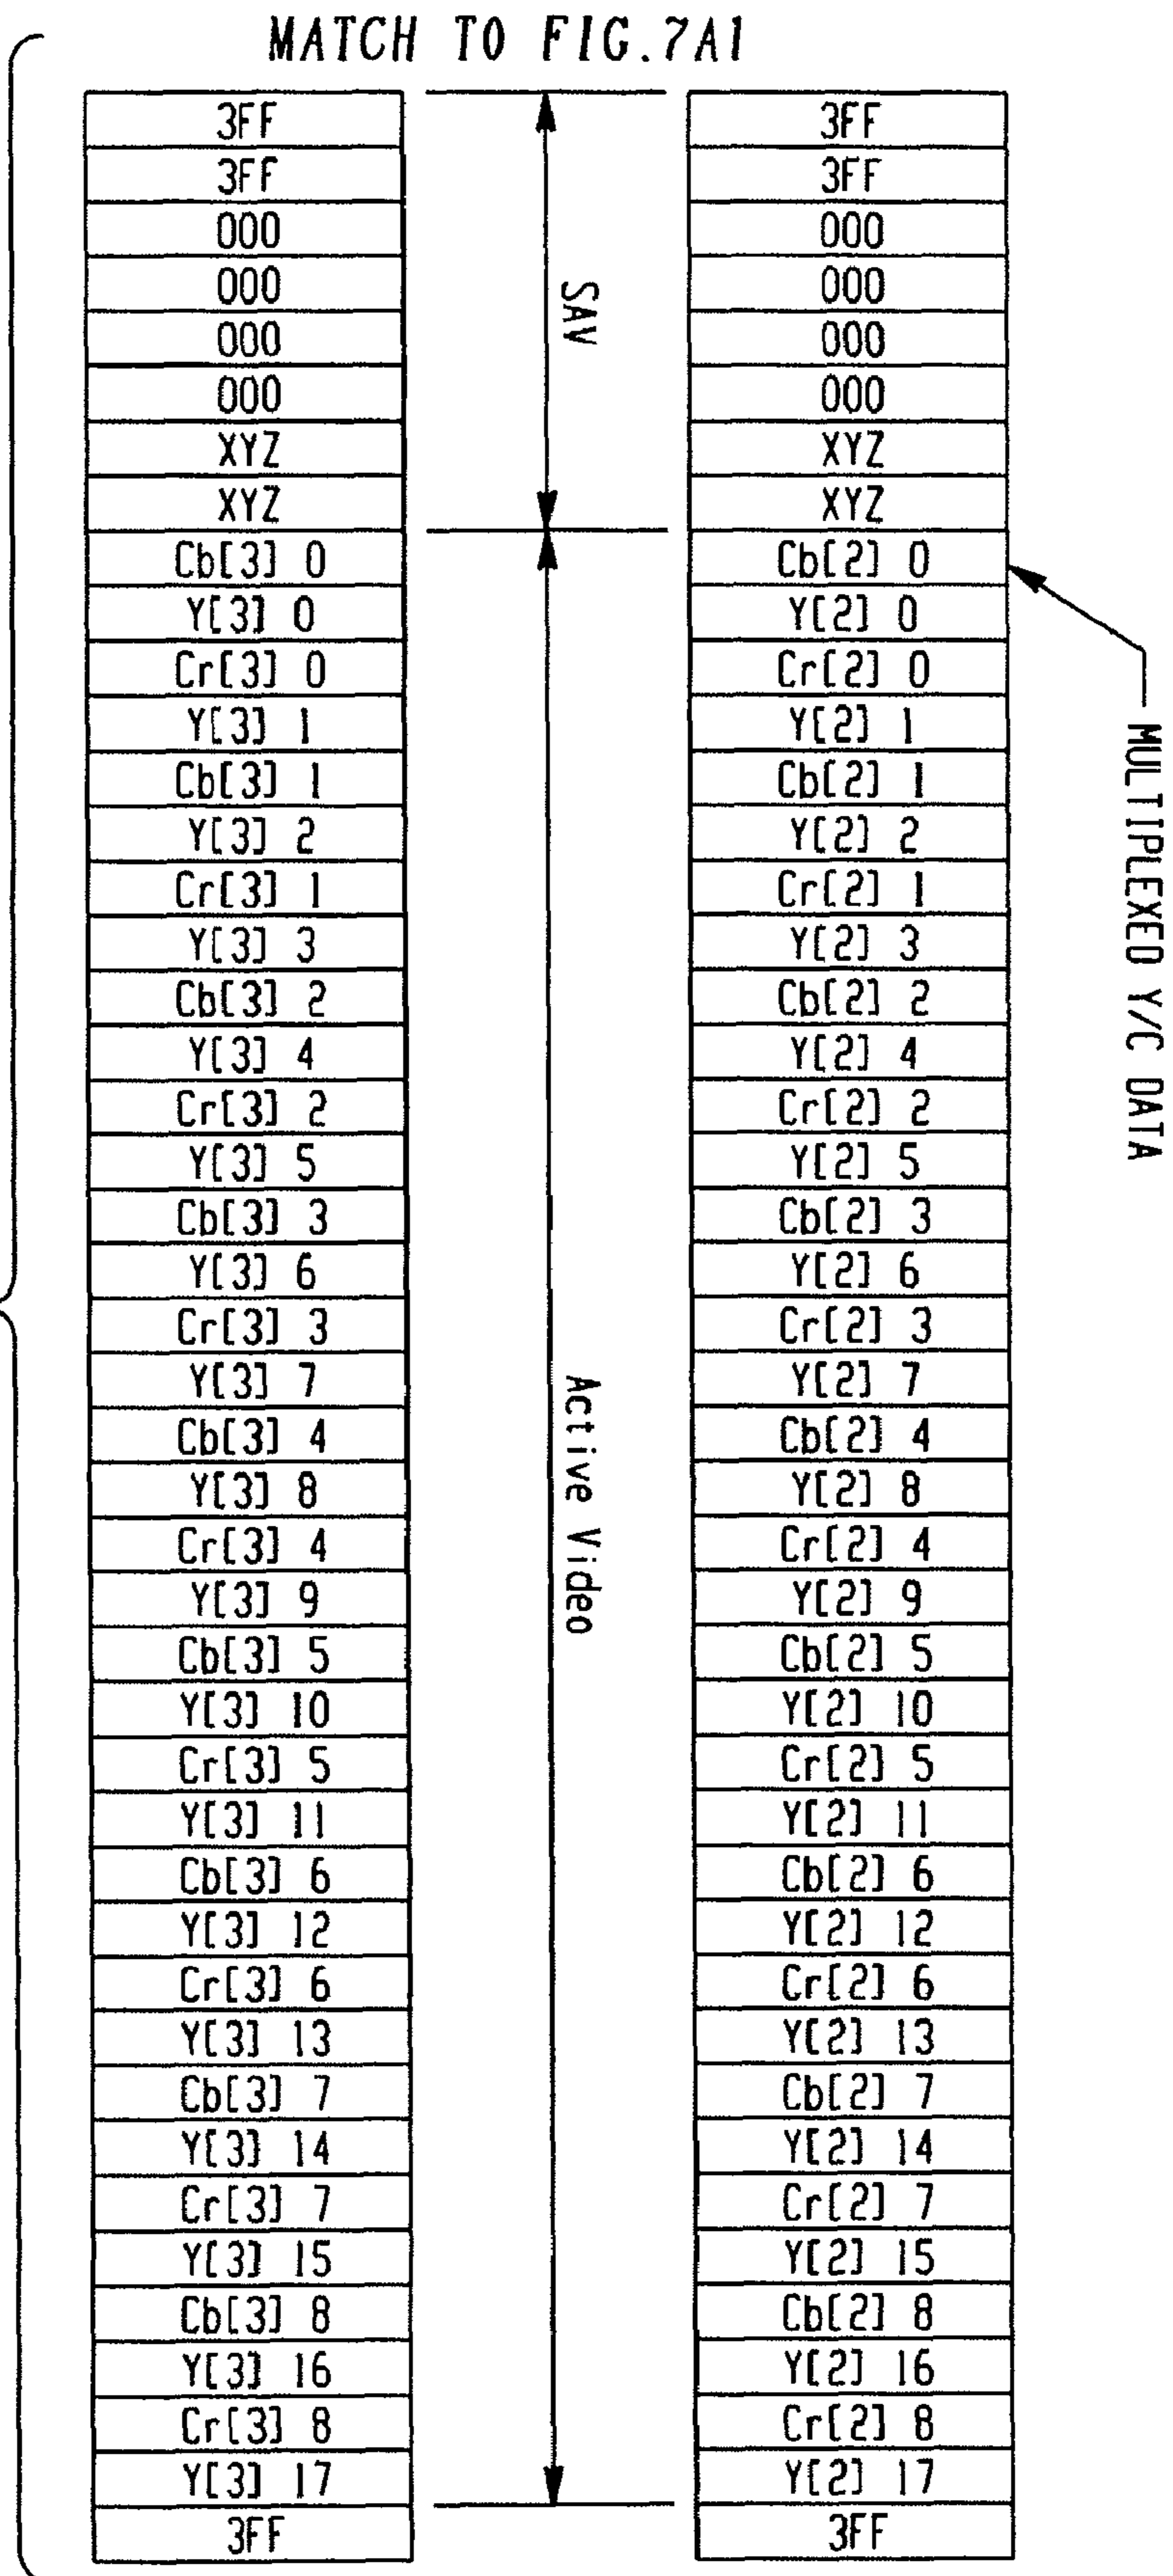 MATCH TO FIG.7A1
3FF
3FF
000
000
000
000
XYZ
XYZ
Cb[3] 0
Y[3] 0
Cr[3] 0
Y[3] 1
Cb[3] 1
Y[3] 2
Cr[3] 1
Y[3] 3
Cb[3] 2
Y[3] 4
Cr[3] 2
Y[3] 5
Cb[3] 3
Y[3] 6
Cr[3] 3
Y[3] 7
Cb[3] 4
Y[3] 8
Cr[3] 4
Y[3] 9
Cb[3] 5
Y[3] 10
Cr[3] 5
Y[3] 11
Cb[3] 6
Y[3] 12
Cr[3] 6
Y[3] 13
Cb[3] 7
Y[3] 14
Cr[3] 7
Y[3] 15
Cb[3] 8
Y[3] 16
Cr[3] 8
Y[3] 17
3FF
SAV
Active Video
3FF
3FF
000
000
000
000
XYZ
XYZ
Cb[2] 0
Y[2] 0
Cr[2] 0
Y[2] 1
Cb[2] 1
Y[2] 2
Cr[2] 1
Y[2] 3
Cb[2] 2
Y[2] 4
Cr[2] 2
Y[2] 5
Cb[2] 3
Y[2] 6
Cr[2] 3
Y[2] 7
Cb[2] 4
Y[2] 8
Cr[2] 4
Y[2] 9
Cb[2] 5
Y[2] 10
Cr[2] 5
Y[2] 11
Cb[2] 6
Y[2] 12
Cr[2] 6
Y[2] 13
Cb[2] 7
Y[2] 14
Cr[2] 7
Y[2] 15
Cb[2] 8
Y[2] 16
Cr[2] 8
Y[2] 17
3FF
MULTIPLEXED Y/C DATA